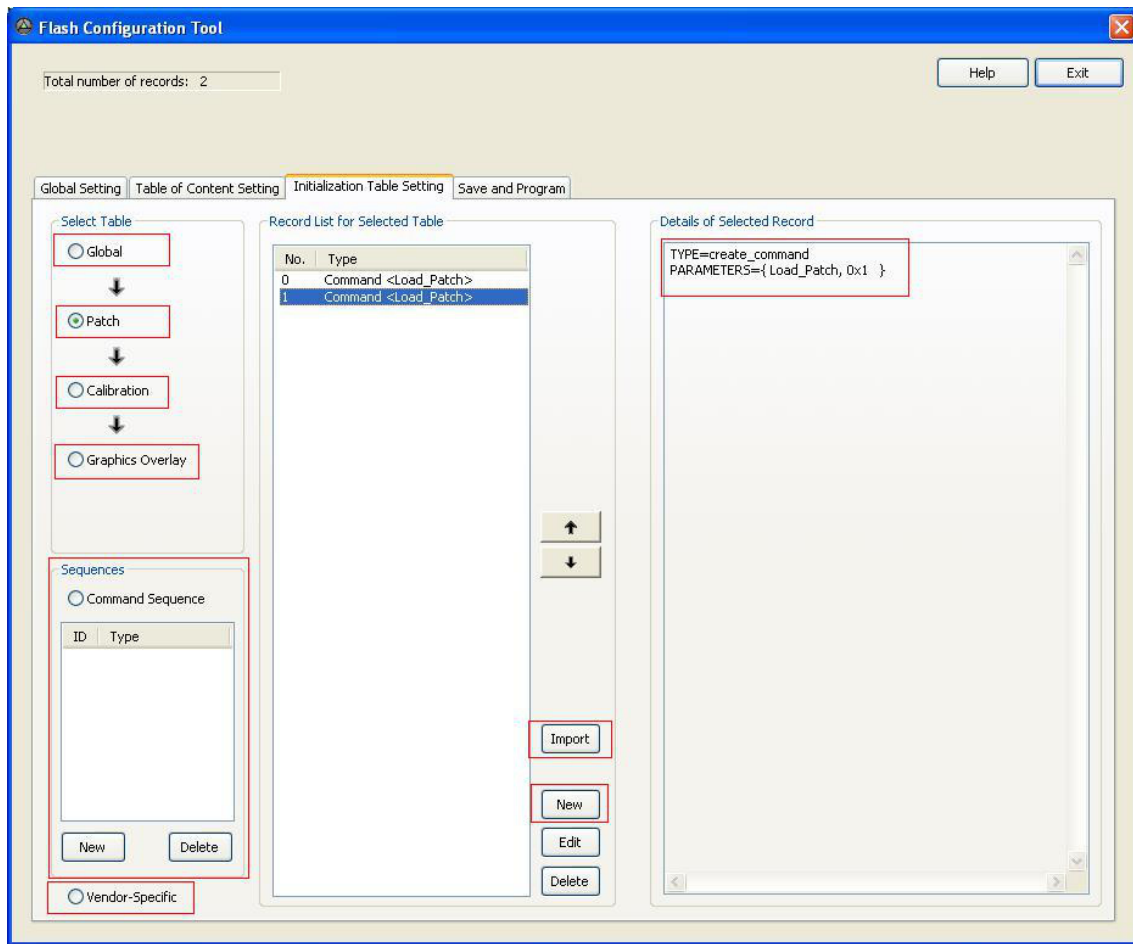 Flash Configuration Tool
Total number of records: 2
Help
Exit
Global Setting
Table of Content Setting
Initialization Table Setting
Save and Program
Select Table
Global
Patch
Calibration
Graphics Overlay
Sequences
Command Sequence
ID Type
New
Delete
Vendor-Specific
Record List for Selected Table
No. Type
0 Command <Load_Patch>
1 Command <Load_Patch>
Import
New
Edit
Delete
Details of Selected Record
TYPE=create_command
PARAMETERS={ Load_Patch, 0x1 }